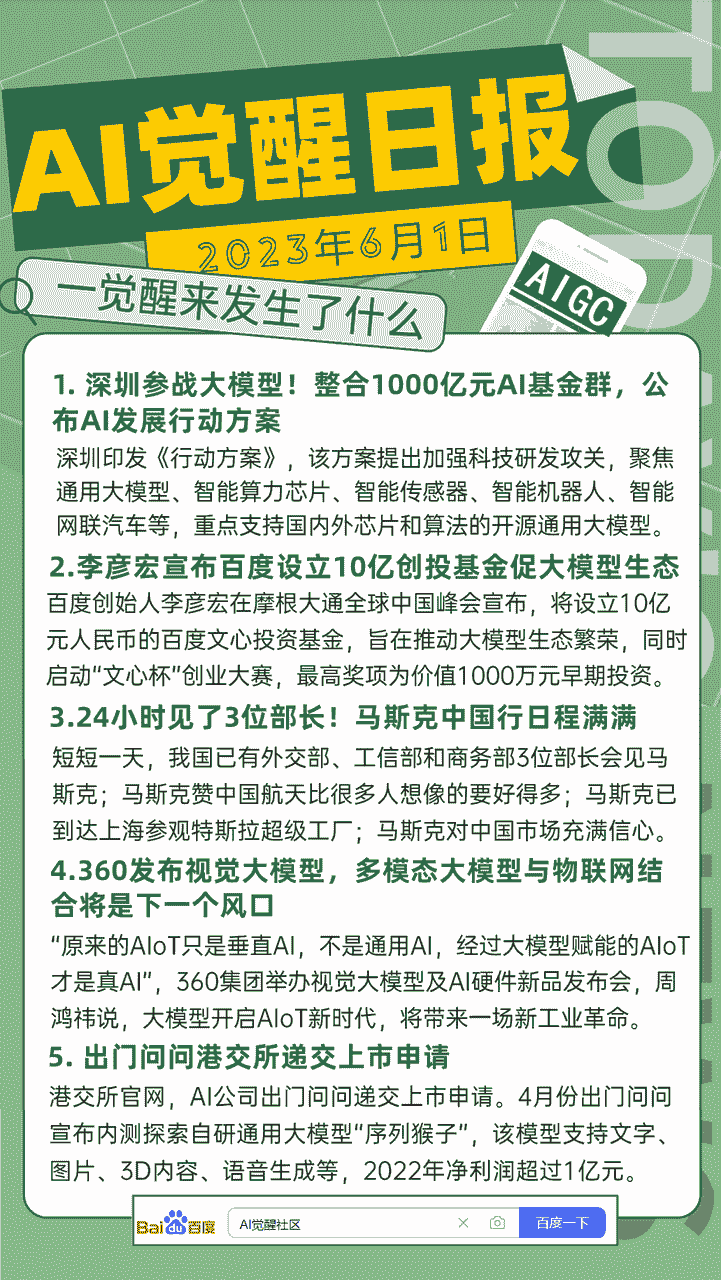 AI觉醒日报
2023年6月1日
一觉醒来发生了什么
AIGC
1. 深圳参战大模型！整合1000亿元AI基金群，公
布AI发展行动方案
深圳印发《行动方案》，该方案提出加强科技研发攻关，聚焦
通用大模型、智能算力芯片、智能传感器、智能机器人、智能
网联汽车等，重点支持国内外芯片和算法的开源通用大模型。
2.李彦宏宣布百度设立10亿创投基金促大模型生态
百度创始人李彦宏在摩根大通全球中国峰会宣布，将设立10亿
元人民币的百度文心投资基金，旨在推动大模型生态繁荣，同时
启动“文心杯”创业大赛，最高奖项为价值1000万元早期投资。
3.24小时见了3位部长！马斯克中国行日程满满
短短一天，我国已有外交部、工信部和商务部3位部长会见马
斯克；马斯克赞中国航天比很多人想像的要好得多；马斯克已
到达上海参观特斯拉超级工厂；马斯克对中国市场充满信心。
4.360发布视觉大模型，多模态大模型与物联网结
合将是下一个风口
“原来的AIoT只是垂直AI，不是通用AI，经过大模型赋能的AIoT
才是真AI”，360集团举办视觉大模型及AI硬件新品发布会，周
鸿祎说，大模型开启AIoT新时代，将带来一场新工业革命。
5. 出门问问港交所递交上市申请
港交所官网，AI公司出门问问递交上市申请。4月份出门问问
宣布内测探索自研通用大模型“序列猴子”，该模型支持文字、
图片、3D内容、语音生成等，2022年净利润超过1亿元。
Bai du 百度
AI觉醒社区
百度一下